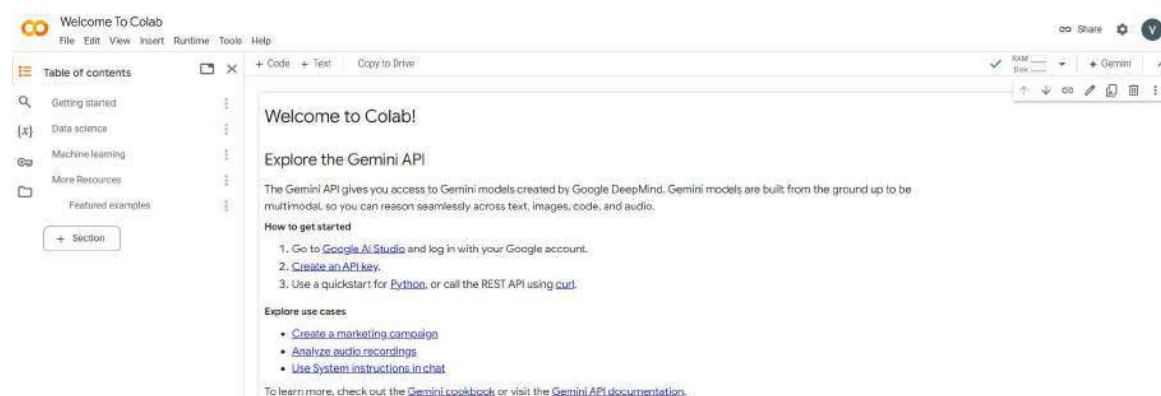 Welcome To Colab
File Edit View Insert Runtime Tools Help
Share
V
Table of contents
+ Code + Text Copy to Drive
RAM
Disk
+ Gemini
Getting started
Data science
Machine learning
More Resources
Featured examples
+ Section
{x}
Welcome to Colab!
Explore the Gemini API
The Gemini API gives you access to Gemini models created by Google DeepMind. Gemini models are built from the ground up to be
multimodal, so you can reason seamlessly across text, images, code, and audio.
How to get started
1. Go to Google AI Studio and log in with your Google account.
2. Create an API key.
3. Use a quickstart for Python, or call the REST API using curl.
Explore use cases
• Create a marketing campaign
• Analyze audio recordings
• Use System instructions in chat
To learn more, check out the Gemini cookbook or visit the Gemini API documentation.